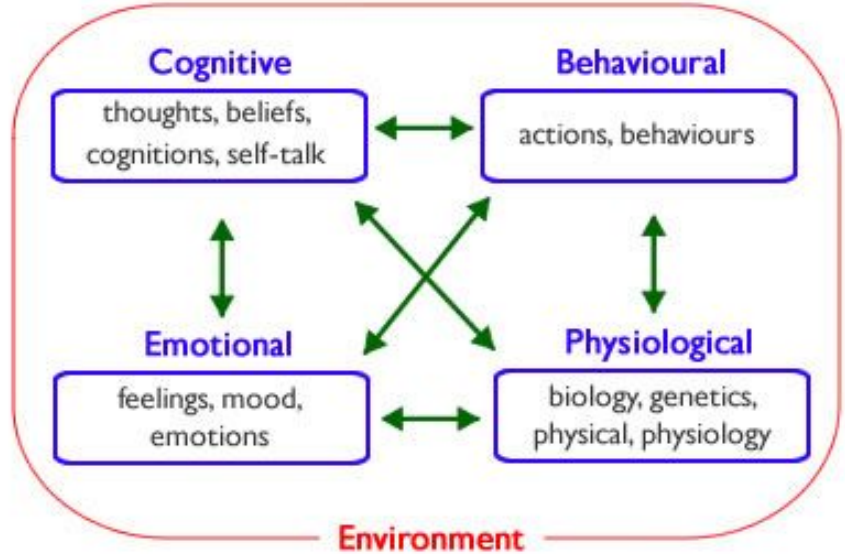 Cognitive
thoughts, beliefs,
cognitions, self-talk
Behavioural
actions, behaviours
Emotional
feelings, mood,
emotions
Physiological
biology, genetics,
physical, physiology
Environment